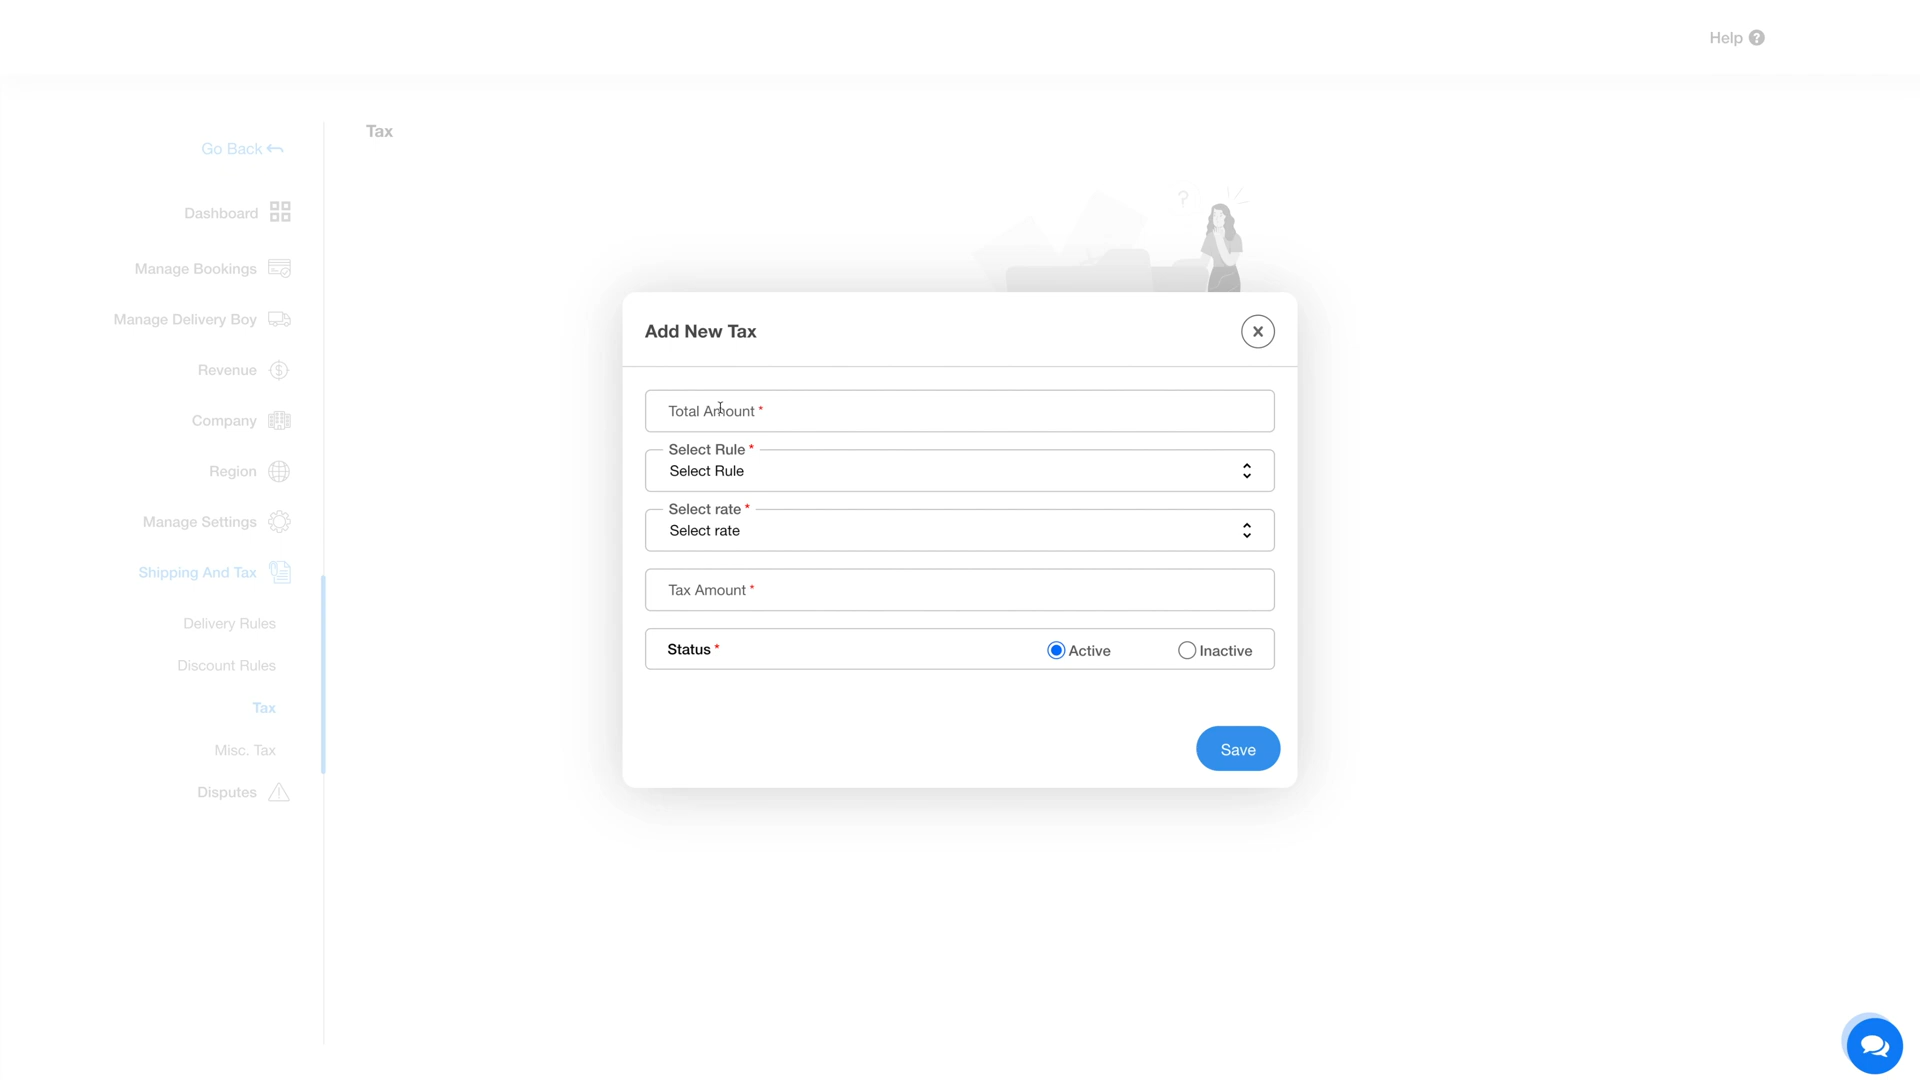 Help ?
Tax
Go Back
Dashboard
Manage Bookings
Manage Delivery Boy
Revenue
Company
Region
Manage Settings
Shipping And Tax
Delivery Rules
Discount Rules
Tax
Misc. Tax
Disputes
?
Add New Tax
Total Amount *
Select Rule *
Select Rule
Select rate *
Select rate
Tax Amount *
Status * Active Inactive
Save